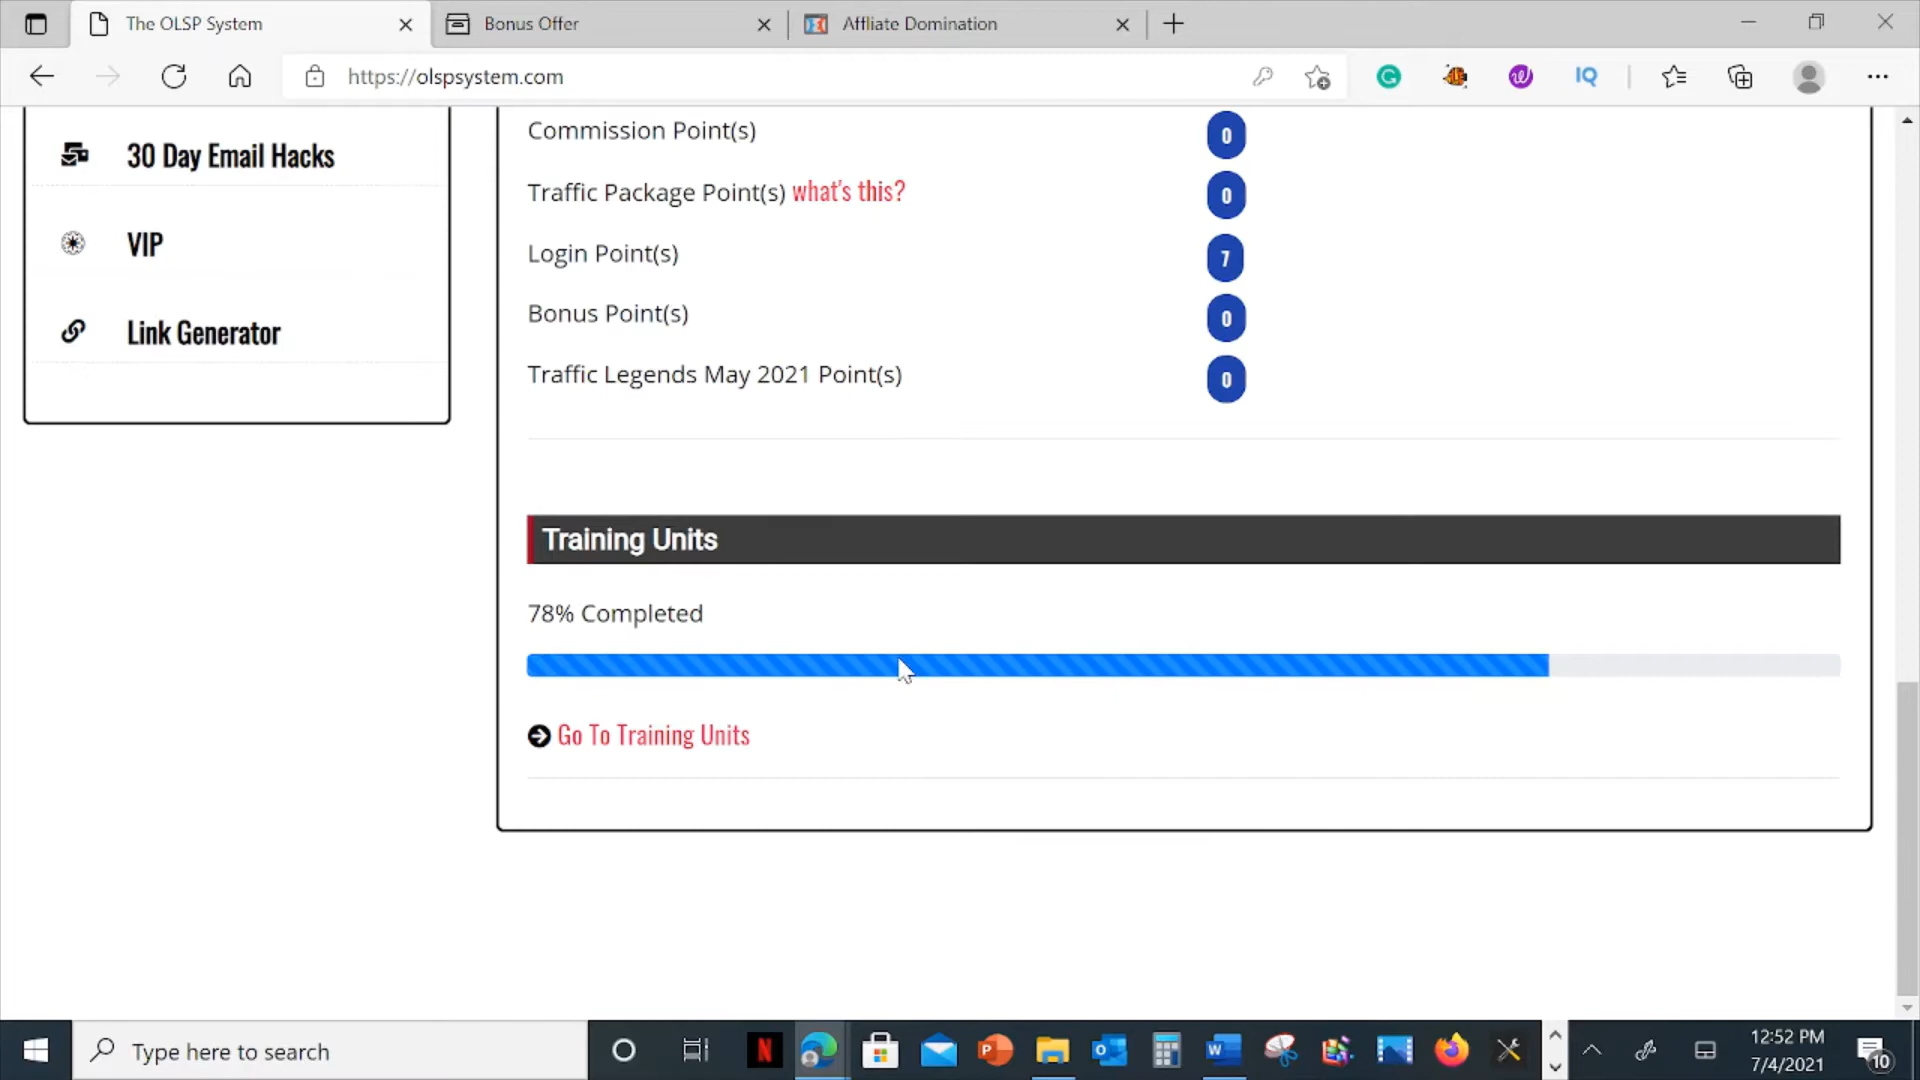 The OLSP System
Bonus Offer
Affliate Domination
https://olspsystem.com
IQ
30 Day Email Hacks
VIP
Link Generator
Commission Point(s) 0
Traffic Package Point(s) what's this? 0
Login Point(s) 7
Bonus Point(s) 0
Traffic Legends May 2021 Point(s) 0
Training Units
78% Completed
Go To Training Units
Type here to search
12:52 PM
7/4/2021
10